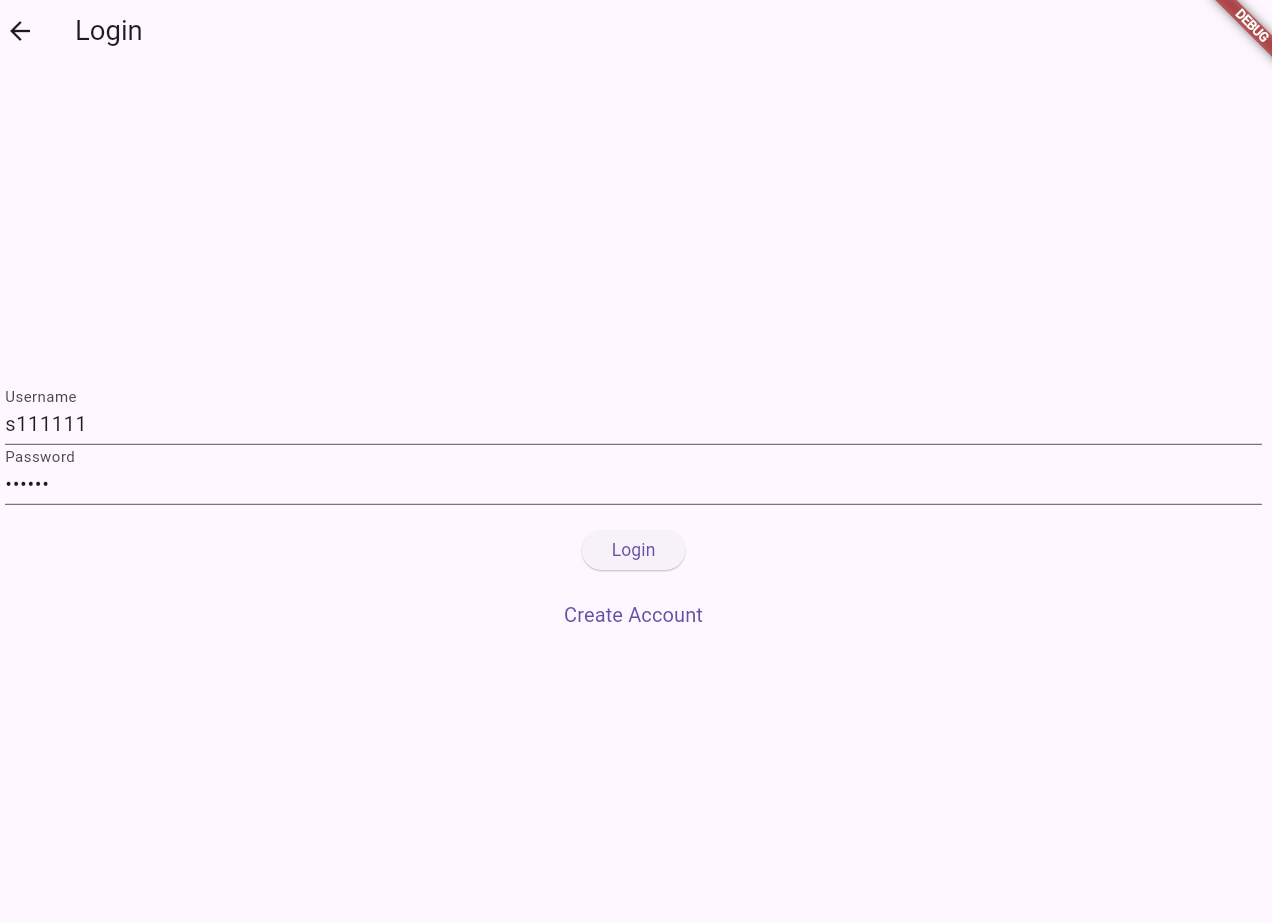 Login
DEBUG
Username
s111111
Password
••••••
Login
Create Account